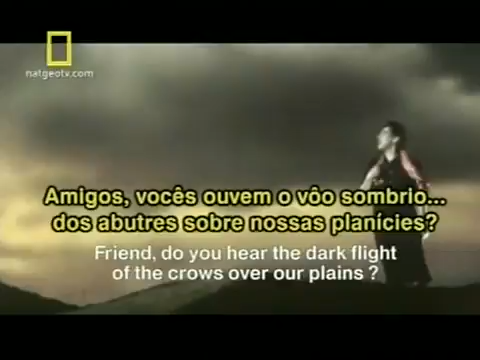 natgeotv.com
Amigos, vocês ouvem o vôo sombrio...
dos abutres sobre nossas planícies?
Friend, do you hear the dark flight
of the crows over our plains ?